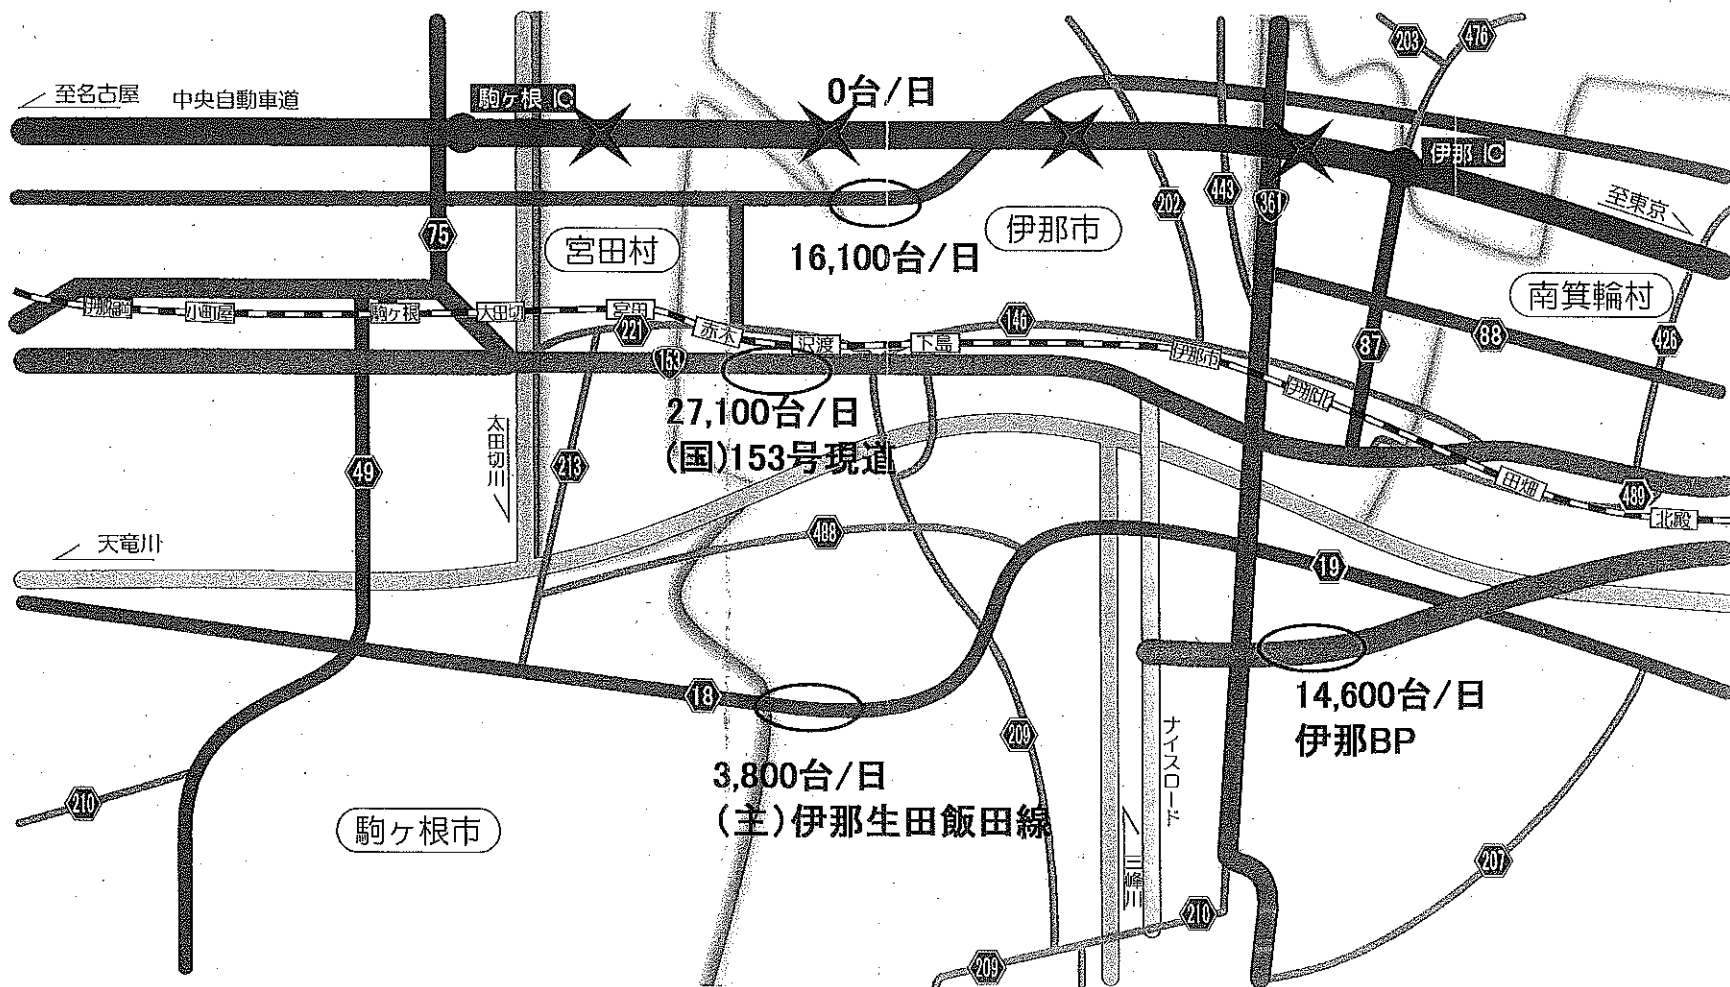 203
476
至名古屋
中央自動車道
駒ヶ根 IC
0台/日
伊那 IC
75
202
443
361
至東京
宮田村
16,100台/日
伊那市
南箕輪村
伊那福岡
小町屋
駒ヶ根
大田切
宮田
221
赤木
沢渡
下島
146
伊那市
87
88
426
153
伊那北
27,100台/日
(国)153号現道
太田切川
49
213
田畑
489
北殿
天竜川
488
19
18
14,600台/日
伊那BP
209
ナイスロード
3,800台/日
(主)伊那生田飯田線
210
駒ヶ根市
三峰川
207
210
209